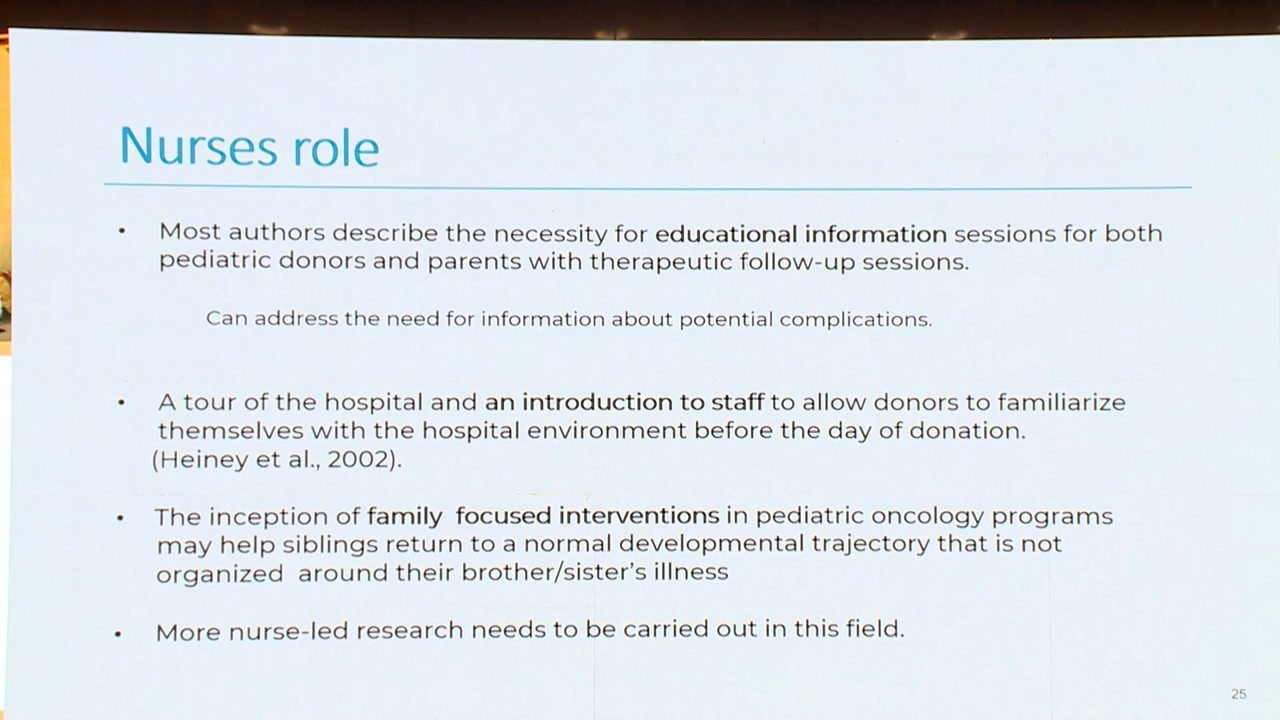 Nurses role
• Most authors describe the necessity for educational information sessions for both
pediatric donors and parents with therapeutic follow-up sessions.
Can address the need for information about potential complications.
• A tour of the hospital and an introduction to staff to allow donors to familiarize
themselves with the hospital environment before the day of donation.
(Heiney et al., 2002).
• The inception of family focused interventions in pediatric oncology programs
may help siblings return to a normal developmental trajectory that is not
organized around their brother/sister's illness
• More nurse-led research needs to be carried out in this field.
25